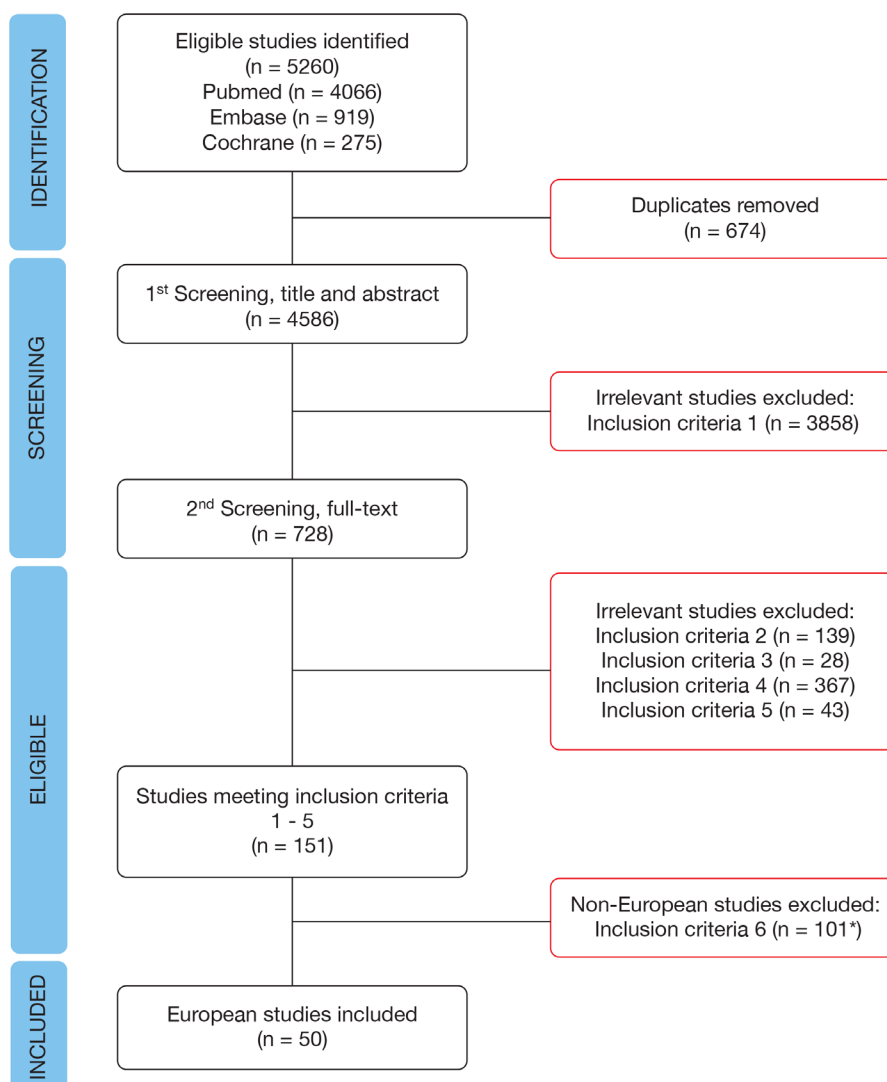 IDENTIFICATION
Eligible studies identified
(n = 5260)
Pubmed (n = 4066)
Embase (n = 919)
Cochrane (n = 275)
Duplicates removed
(n = 674)
SCREENING
1st Screening, title and abstract
(n = 4586)
Irrelevant studies excluded:
Inclusion criteria 1 (n = 3858)
2nd Screening, full-text
(n = 728)
ELIGIBLE
Irrelevant studies excluded:
Inclusion criteria 2 (n = 139)
Inclusion criteria 3 (n = 28)
Inclusion criteria 4 (n = 367)
Inclusion criteria 5 (n = 43)
Studies meeting inclusion criteria
1 - 5
(n = 151)
Non-European studies excluded:
Inclusion criteria 6 (n = 101*)
INCLUDED
European studies included
(n = 50)